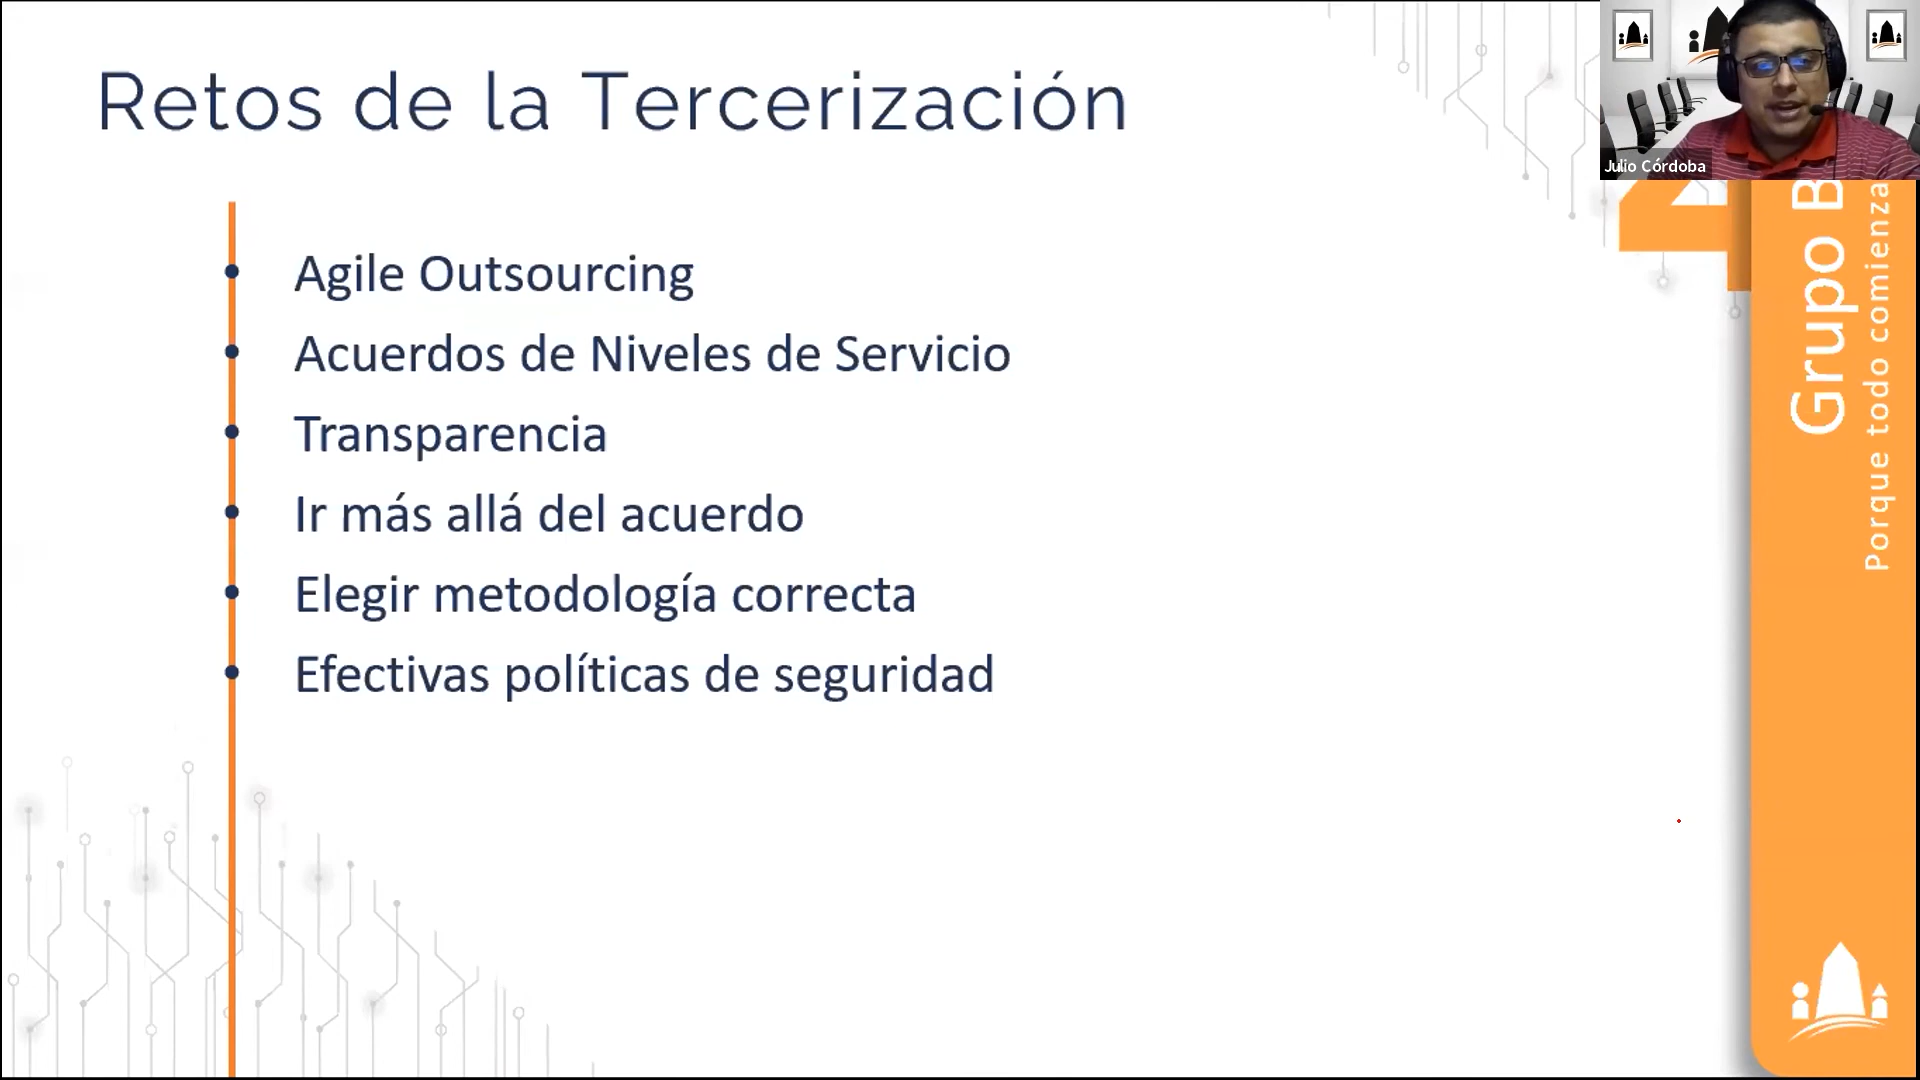 Retos de la Tercerización
Julio Córdoba
Agile Outsourcing
Acuerdos de Niveles de Servicio
Transparencia
Ir más allá del acuerdo
Elegir metodología correcta
Efectivas políticas de seguridad
4
Grupo B
Porque todo comienza